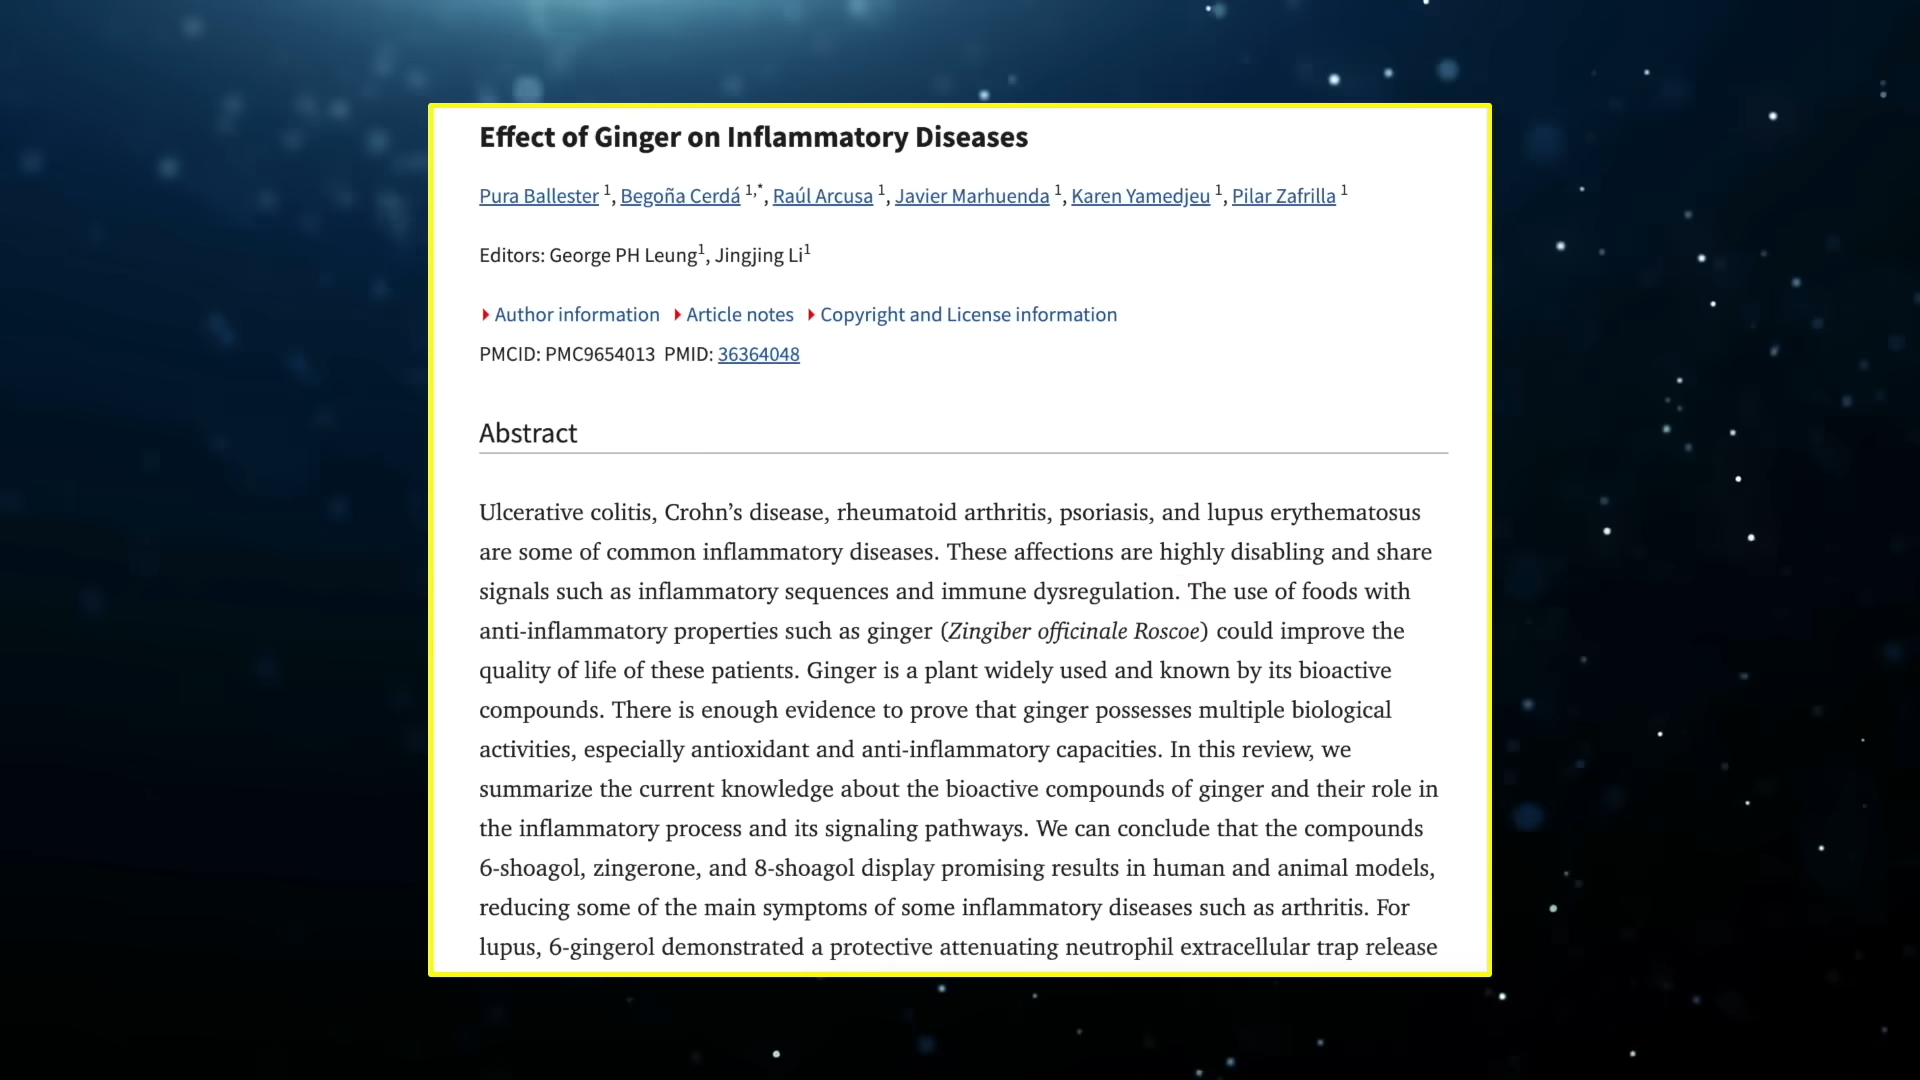 Effect of Ginger on Inflammatory Diseases
Pura Ballester 1, Begoña Cerdá 1,*, Raúl Arcusa 1, Javier Marhuenda 1, Karen Yamedjeu 1, Pilar Zafrilla 1
Editors: George PH Leung1, Jingjing Li1
Author information Article notes Copyright and License information
PMCID: PMC9654013 PMID: 36364048
Abstract
Ulcerative colitis, Crohn’s disease, rheumatoid arthritis, psoriasis, and lupus erythematosus
are some of common inflammatory diseases. These affections are highly disabling and share
signals such as inflammatory sequences and immune dysregulation. The use of foods with
anti-inflammatory properties such as ginger (Zingiber officinale Roscoe) could improve the
quality of life of these patients. Ginger is a plant widely used and known by its bioactive
compounds. There is enough evidence to prove that ginger possesses multiple biological
activities, especially antioxidant and anti-inflammatory capacities. In this review, we
summarize the current knowledge about the bioactive compounds of ginger and their role in
the inflammatory process and its signaling pathways. We can conclude that the compounds
6-shoagol, zingerone, and 8-shoagol display promising results in human and animal models,
reducing some of the main symptoms of some inflammatory diseases such as arthritis. For
lupus, 6-gingerol demonstrated a protective attenuating neutrophil extracellular trap release